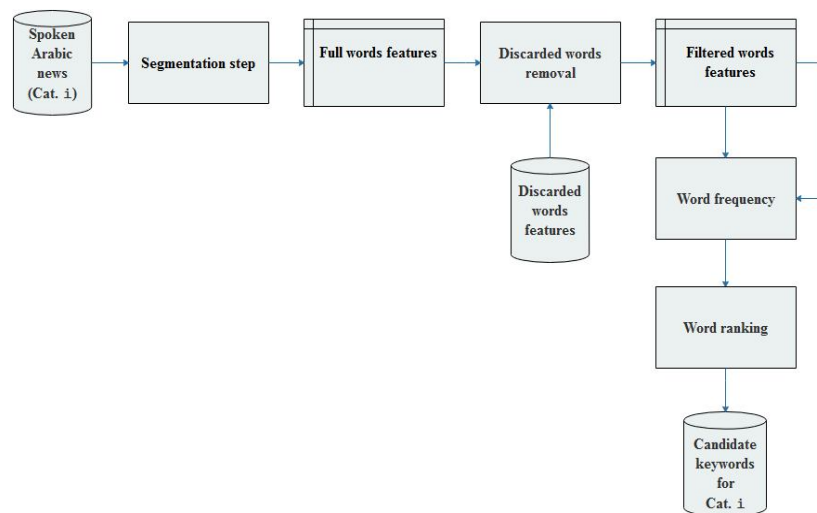 Spoken
Arabic
news
(Cat. i)
Segmentation step
Full words features
Discarded words
removal
Filtered words
features
Discarded
words
features
Word frequency
Word ranking
Candidate
keywords
for
Cat. i